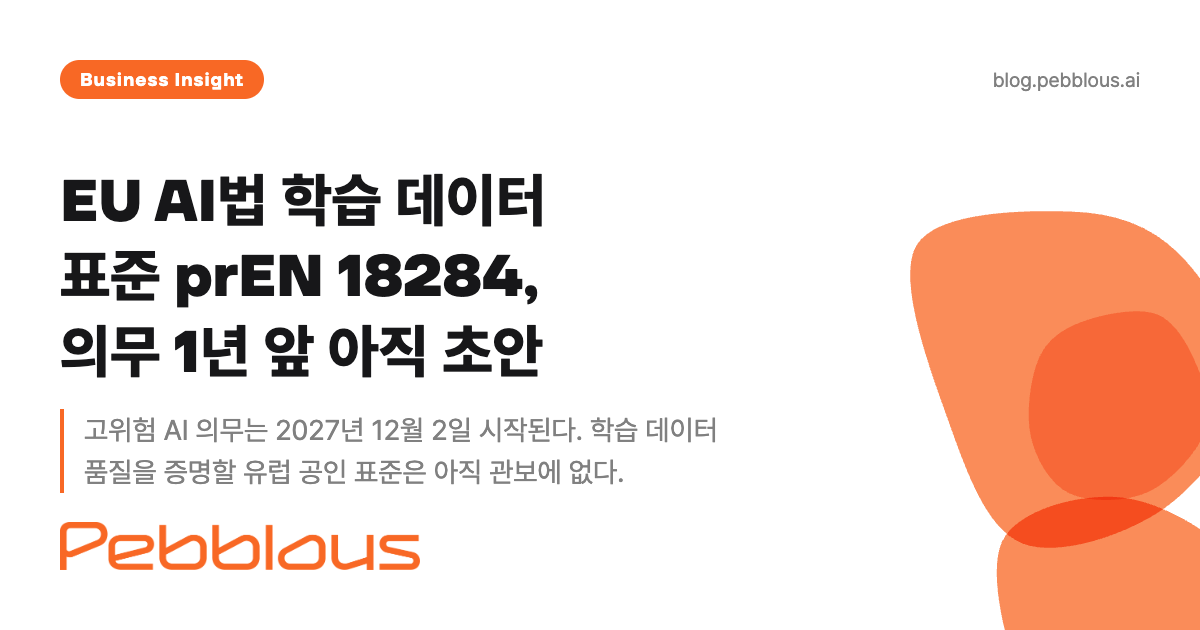 Business Insight
blog.pebblous.ai
EU AI법 학습 데이터
표준 prEN 18284,
의무 1년 앞 아직 초안
고위험 AI 의무는 2027년 12월 2일 시작된다. 학습 데이터
품질을 증명할 유럽 공인 표준은 아직 관보에 없다.
Pebblous